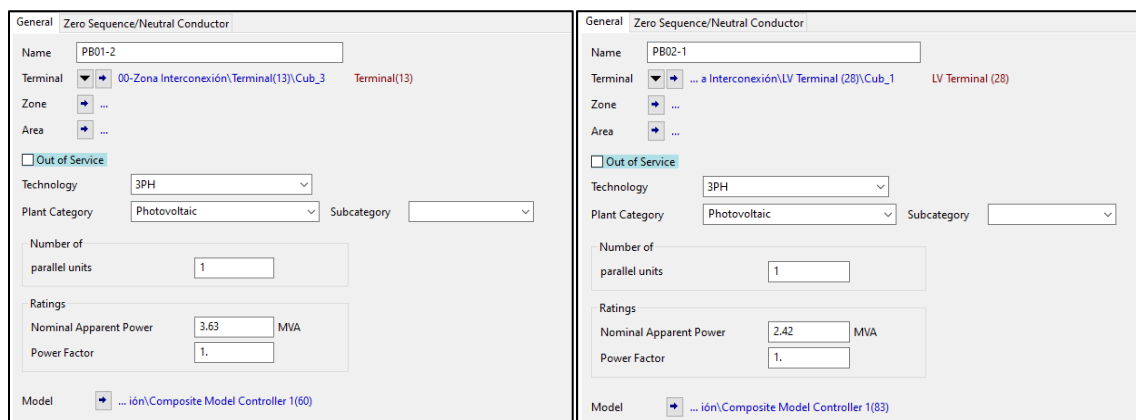 General Zero Sequence/Neutral Conductor
Name PB01-2
Terminal 00-Zona Interconexión\Terminal(13)\Cub_3 Terminal(13)
Zone ...
Area ...
Out of Service
Technology 3PH
Plant Category Photovoltaic Subcategory
Number of
parallel units 1
Ratings
Nominal Apparent Power 3.63 MVA
Power Factor 1.
Model ... ión\Composite Model Controller 1(60)
General Zero Sequence/Neutral Conductor
Name PB02-1
Terminal ... a Interconexión\LV Terminal (28)\Cub_1 LV Terminal (28)
Zone ...
Area ...
Out of Service
Technology 3PH
Plant Category Photovoltaic Subcategory
Number of
parallel units 1
Ratings
Nominal Apparent Power 2.42 MVA
Power Factor 1.
Model ... ión\Composite Model Controller 1(83)